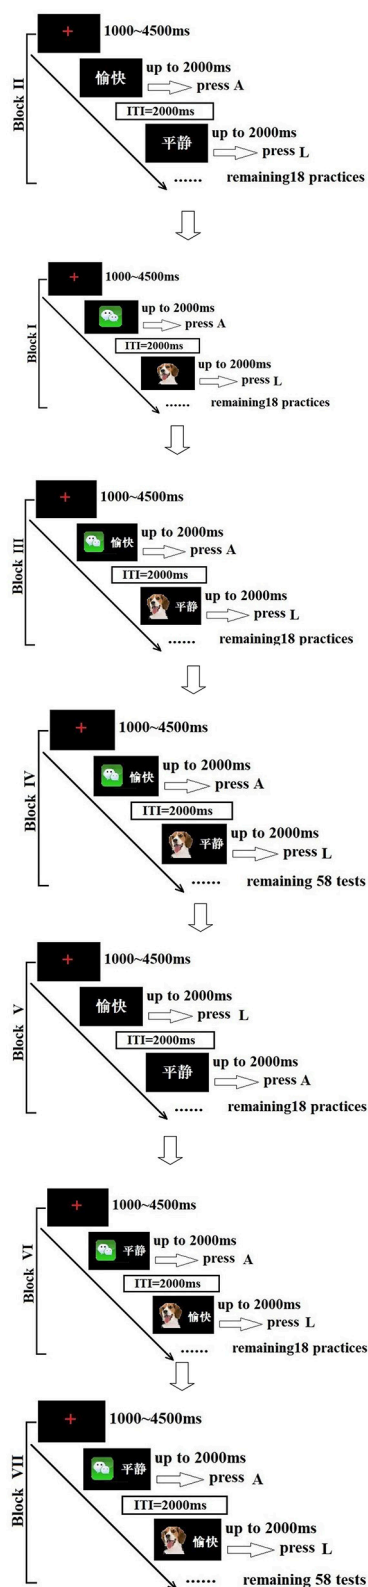 Block II
1000~4500ms
愉快
up to 2000ms
press A
ITI=2000ms
平静
up to 2000ms
press L
...... remaining18 practices
Block I
1000~4500ms
up to 2000ms
press A
ITI=2000ms
up to 2000ms
press L
...... remaining18 practices
Block III
1000~4500ms
愉快
up to 2000ms
press A
ITI=2000ms
平静
up to 2000ms
press L
...... remaining18 practices
Block IV
1000~4500ms
愉快
up to 2000ms
press A
ITI=2000ms
平静
up to 2000ms
press L
...... remaining 58 tests
Block V
1000~4500ms
愉快
up to 2000ms
press L
ITI=2000ms
平静
up to 2000ms
press A
...... remaining18 practices
Block VI
1000~4500ms
平静
up to 2000ms
press A
ITI=2000ms
愉快
up to 2000ms
press L
...... remaining18 practices
Block VII
1000~4500ms
平静
up to 2000ms
press A
ITI=2000ms
愉快
up to 2000ms
press L
...... remaining 58 tests